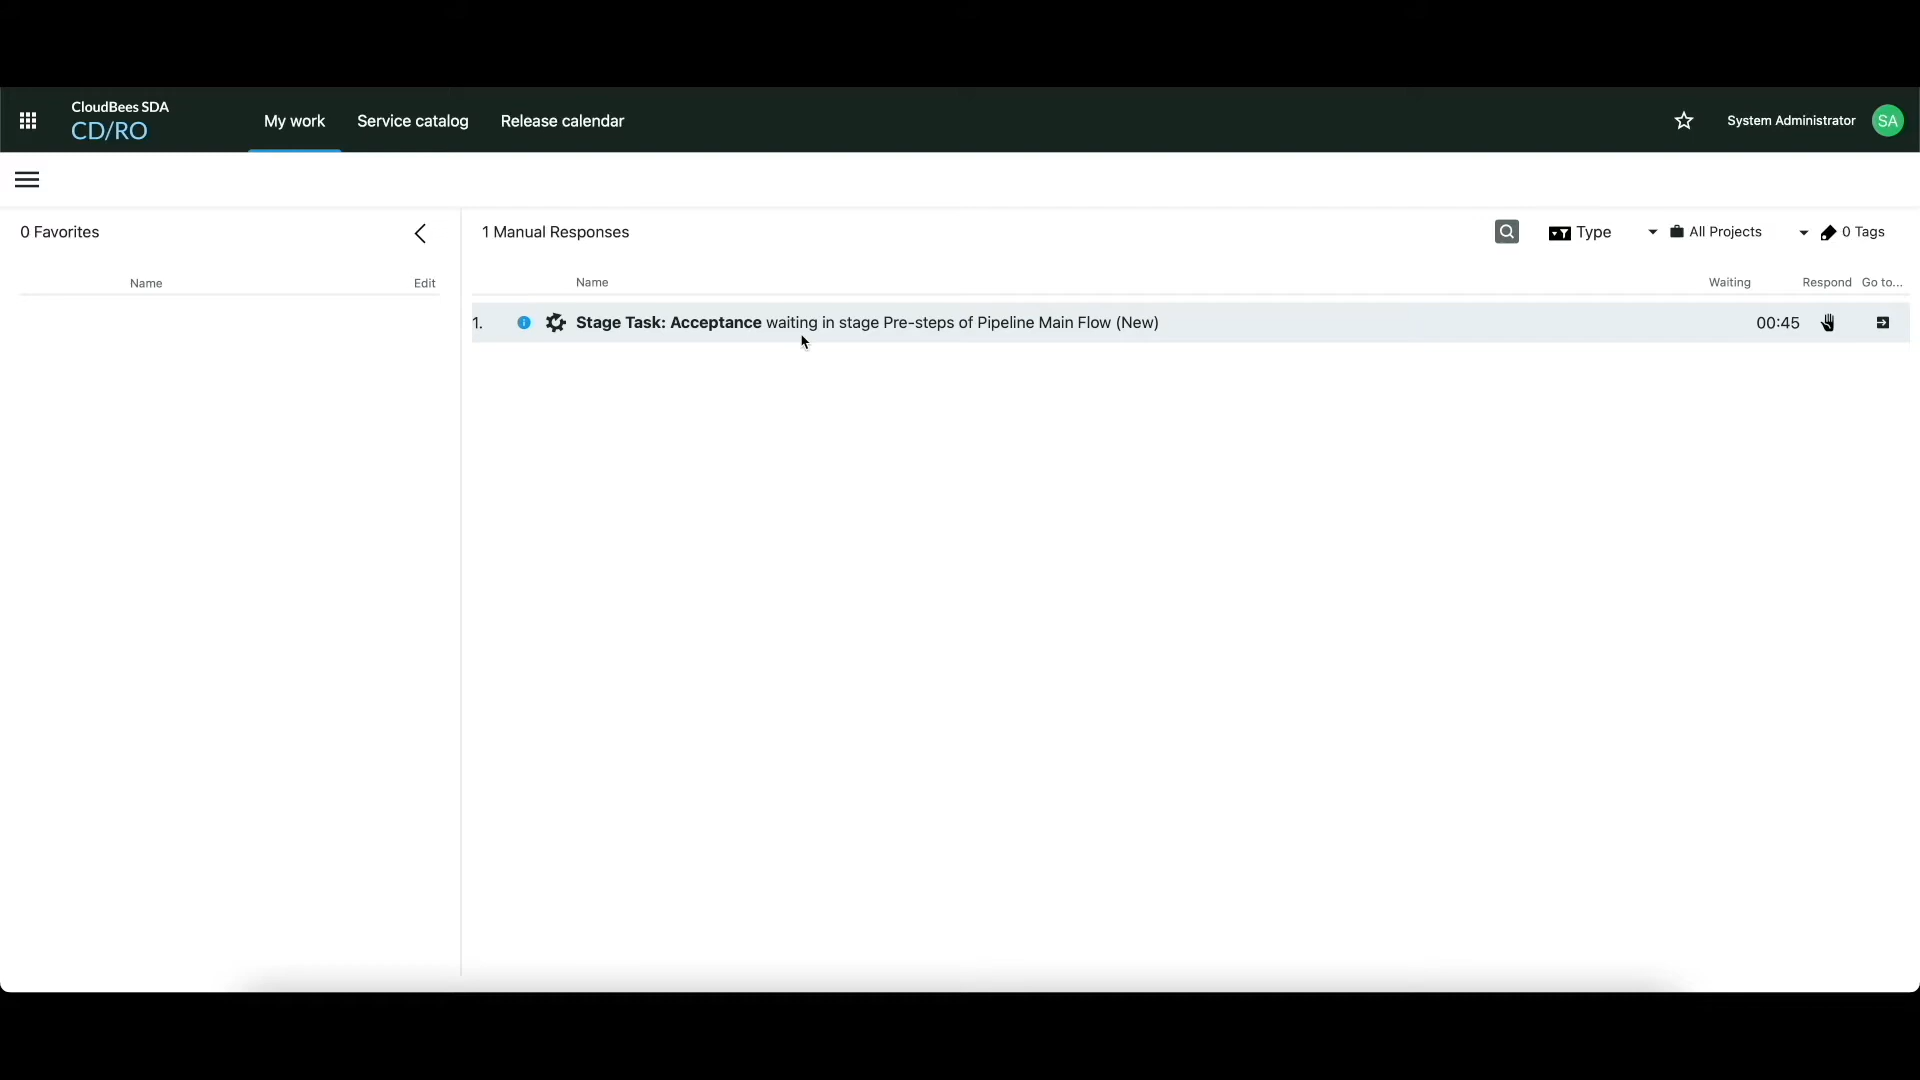 CloudBees SDA
CD/RO
My work
Service catalog
Release calendar
System Administrator
SA
0 Favorites
Name
Edit
1 Manual Responses
Type
All Projects
0 Tags
Name
Waiting
Respond
Go to...
1.
Stage Task: Acceptance waiting in stage Pre-steps of Pipeline Main Flow (New)
00:45